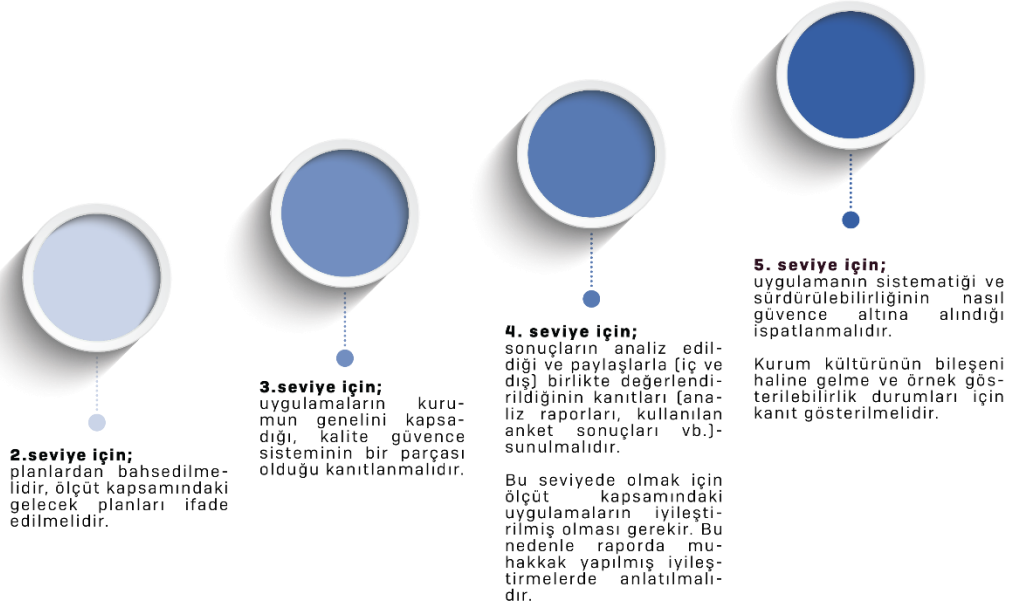 2.seviye için;
planlardan bahsedilme-
lidir, ölçüt kapsamındaki
gelecek planları ifade
edilmelidir.
3.seviye için;
uygulamaların kuru-
mun genelini kapsa-
dığı, kalite güvence
sisteminin bir parçası
olduğu kanıtlanmalıdır.
4. seviye için;
sonuçların analiz edil-
diği ve paylaşlarla (iç ve
dış) birlikte değerlendi-
rildiğinin kanıtları (ana-
liz raporları, kullanılan
anket sonuçları vb.)-
sunulmalıdır.
Bu seviyede olmak için
ölçüt kapsamındaki
uygulamaların iyileşti-
rilmiş olması gerekir. Bu
nedenle raporda mu-
hakkak yapılmış iyileş-
tirmelerde anlatılmalı-
dır.
5. seviye için;
uygulamanın sistematiği ve
sürdürülebilirliğinin nasıl
güvence altına alındığı
ispatlanmalıdır.
Kurum kültürünün bileşeni
haline gelme ve örnek gös-
terilebilirlik durumları için
kanıt gösterilmelidir.